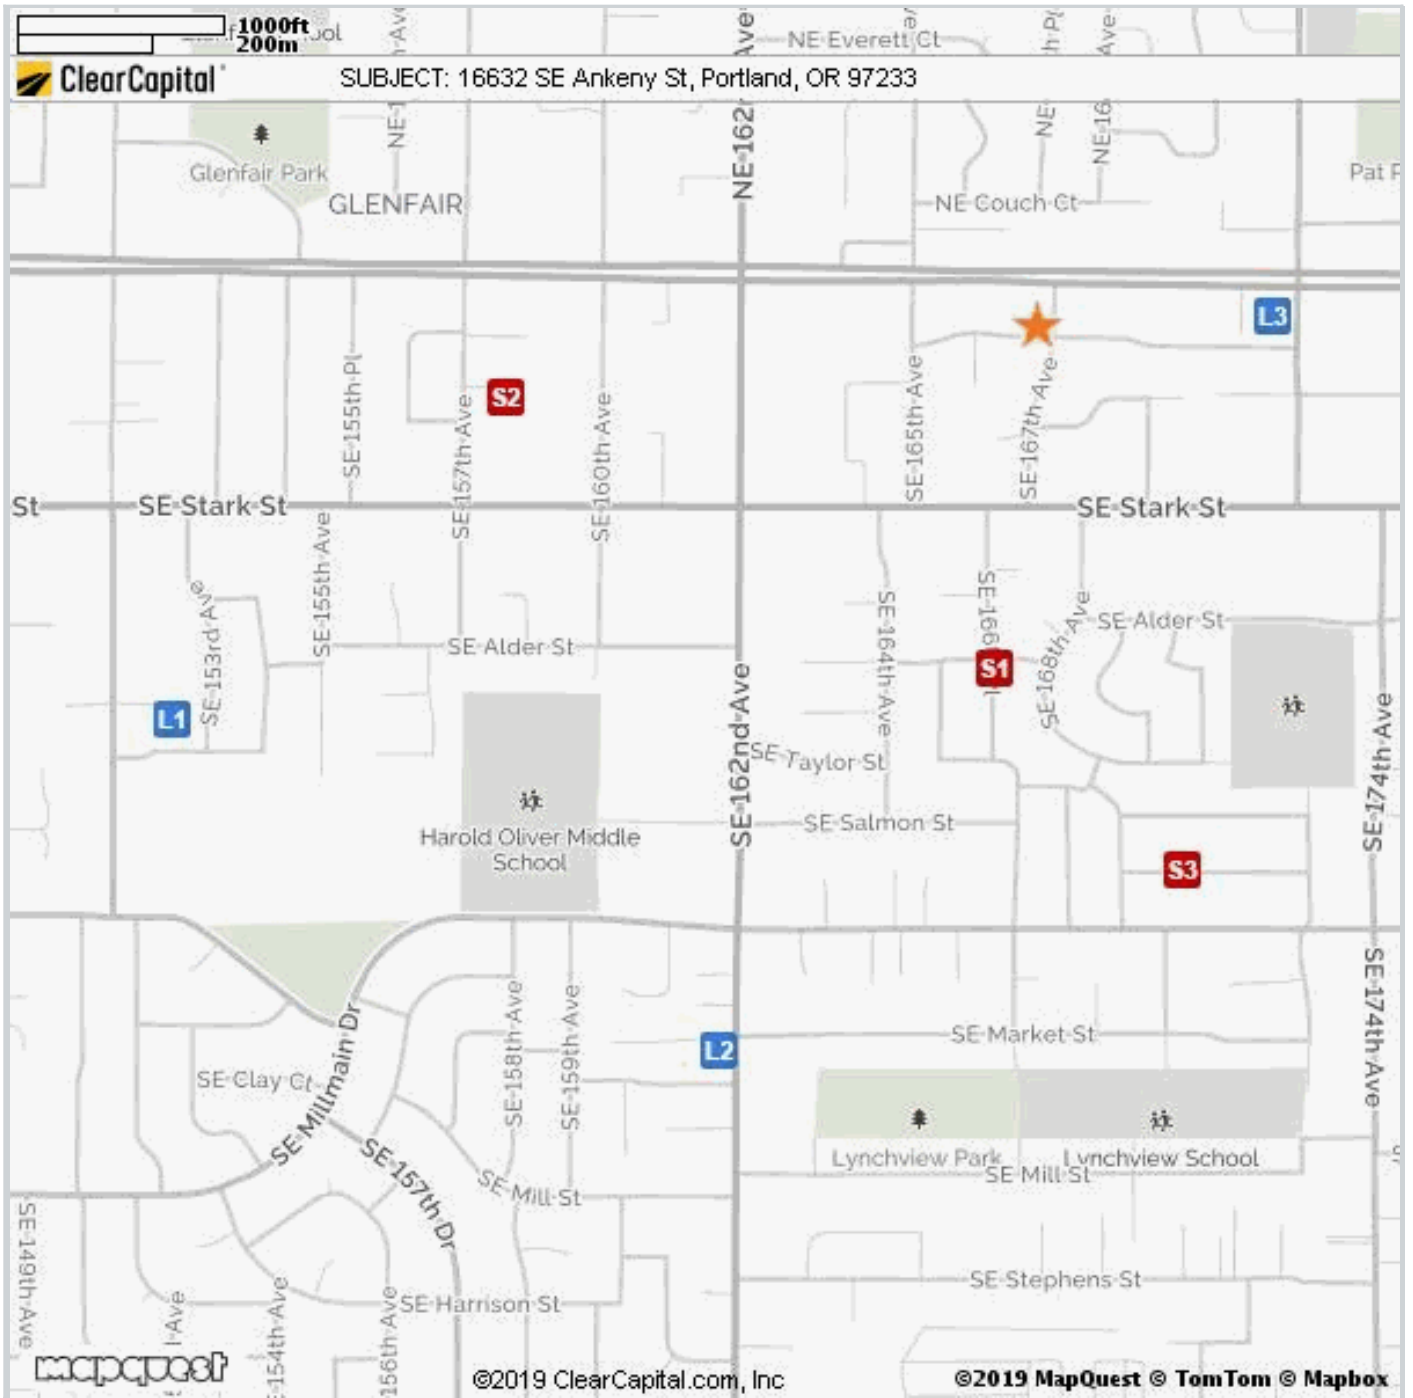 1000ft
200m
NE Everett Ct
ClearCapital
SUBJECT: 16632 SE Ankeny St, Portland, OR 97233
Glenfair Park
GLENFAIR
NE Couch Ct
L3
SE 155th Pl
S2
SE 157th Ave
SE 160th Ave
SE 165th Ave
SE 167th Ave
St
SE Stark St
SE Stark St
SE 155th Ave
SE 153rd Ave
SE Alder St
SE 164th Ave
SE 166
S1
SE 168th Ave
SE Alder St
L1
SE 162nd Ave
SE Taylor St
SE 174th Ave
SE Salmon St
Harold Oliver Middle
School
S3
SE 158th Ave
SE 159th Ave
L2
SE Market St
SE 174th Ave
SE Clay Ct
SE Millmain Dr
SE 157th Dr
SE Mill St
Lynchview Park
Lynchview School
SE Mill St
SE 149th Ave
SE Stephens St
SE Harrison St
154th Ave
156th Ave
mapquest
©2019 ClearCapital.com, Inc
©2019 MapQuest © TomTom © Mapbox